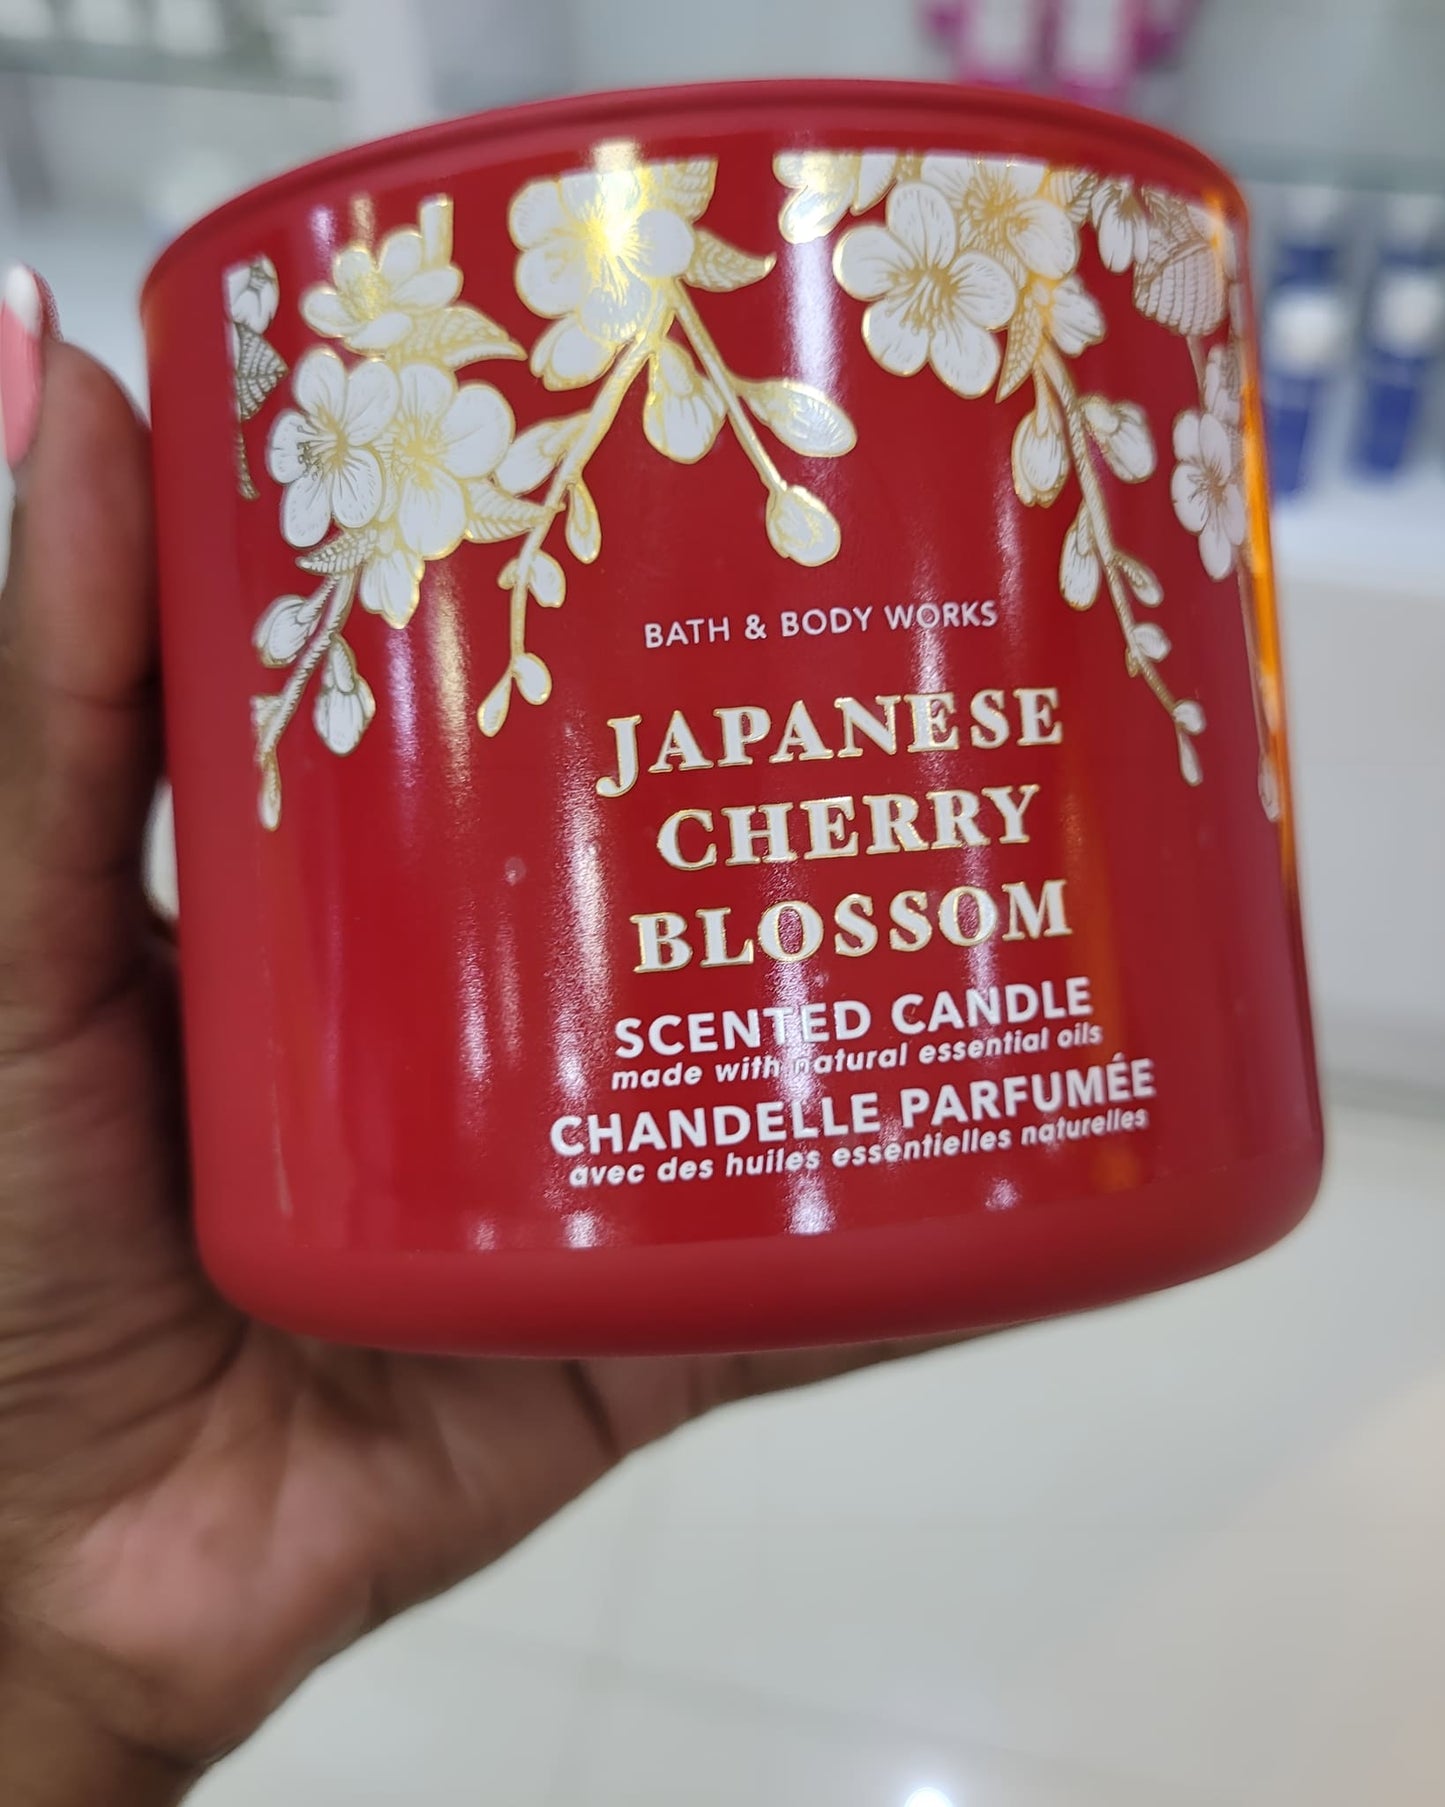 BATH & BODY WORKS
JAPANESE
CHERRY
BLOSSOM
SCENTED CANDLE
made with natural essential oils
CHANDELLE PARFUMÉE
avec des huiles essentielles naturelles